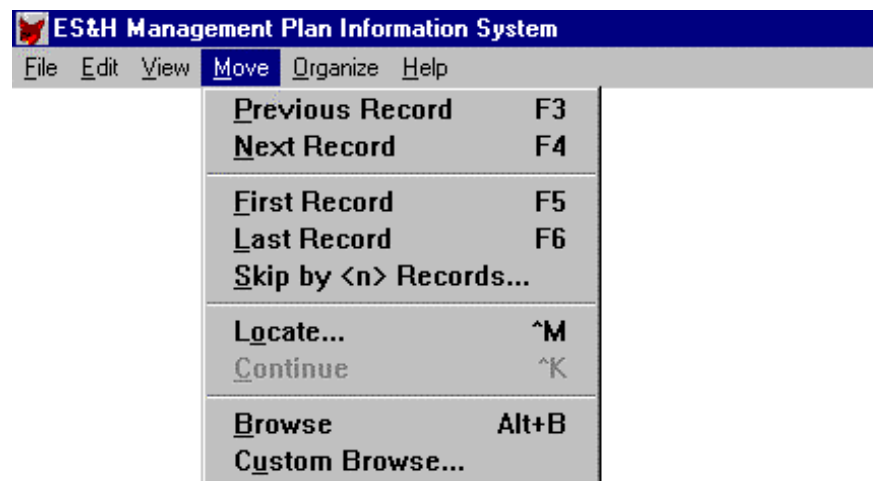 ES&H Management Plan Information System
File Edit View Move Organize Help
Previous Record F3
Next Record F4
First Record F5
Last Record F6
Skip by <n> Records...
Locate... ^M
Continue ^K
Browse Alt+B
Custom Browse...